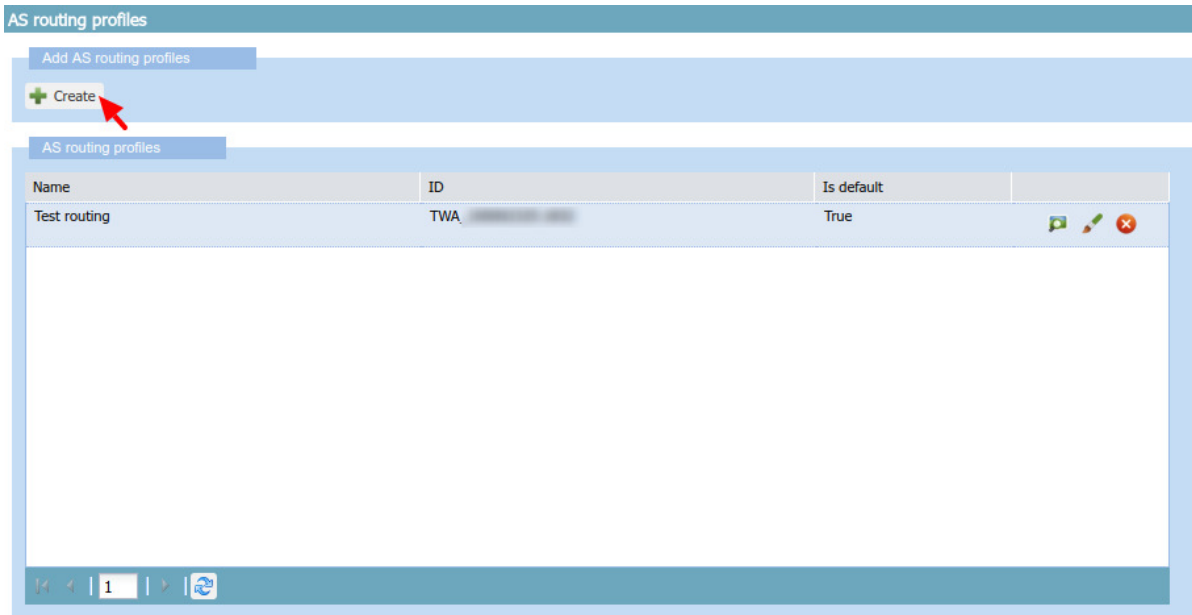 AS routing profiles
Add AS routing profiles
Create
AS routing profiles
Name ID Is default
Test routing TWA_ True
1